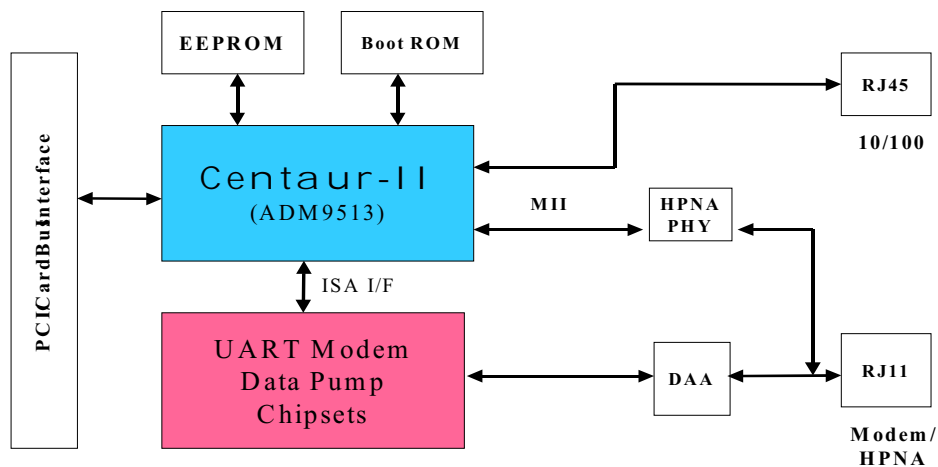 EEPROM
Boot ROM
RJ45
10/100
PCICardBusInterface
Centaur-II
(ADM9513)
MII
HPNA
PHY
ISA I/F
UART Modem
Data Pump
Chipsets
DAA
RJ11
Modem/
HPNA